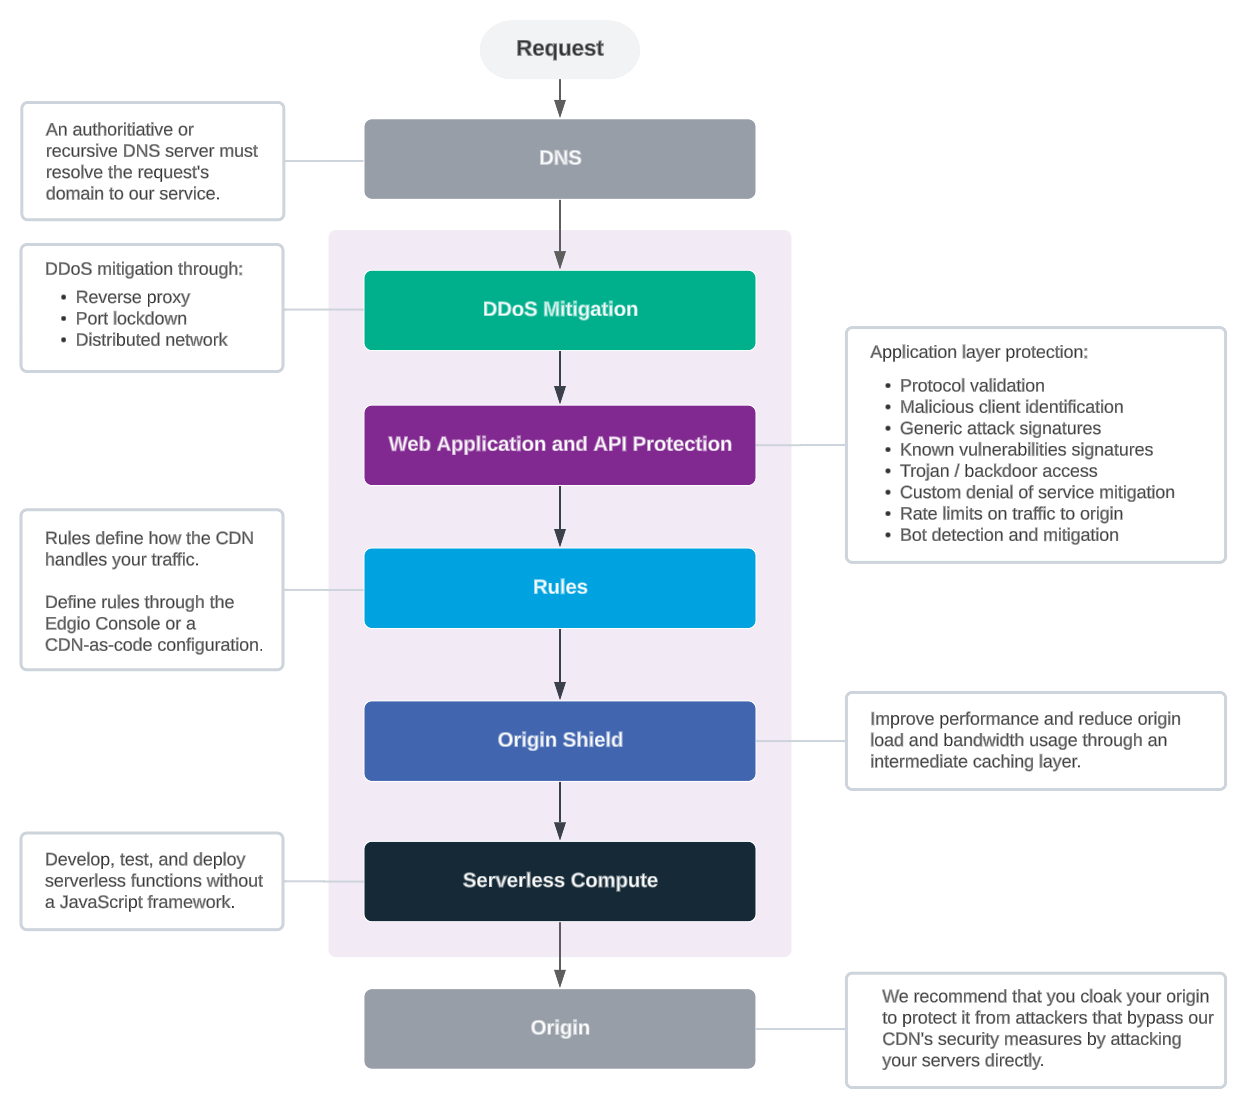 Request
An authoritiative or
recursive DNS server must
resolve the request's
domain to our service.
DNS
DDoS mitigation through:
• Reverse proxy
• Port lockdown
• Distributed network
DDoS Mitigation
Web Application and API Protection
Application layer protection:
• Protocol validation
• Malicious client identification
• Generic attack signatures
• Known vulnerabilities signatures
• Trojan / backdoor access
• Custom denial of service mitigation
• Rate limits on traffic to origin
• Bot detection and mitigation
Rules define how the CDN
handles your traffic.
Define rules through the
Edgio Console or a
CDN-as-code configuration.
Rules
Origin Shield
Improve performance and reduce origin
load and bandwidth usage through an
intermediate caching layer.
Develop, test, and deploy
serverless functions without
a JavaScript framework.
Serverless Compute
Origin
We recommend that you cloak your origin
to protect it from attackers that bypass our
CDN's security measures by attacking
your servers directly.